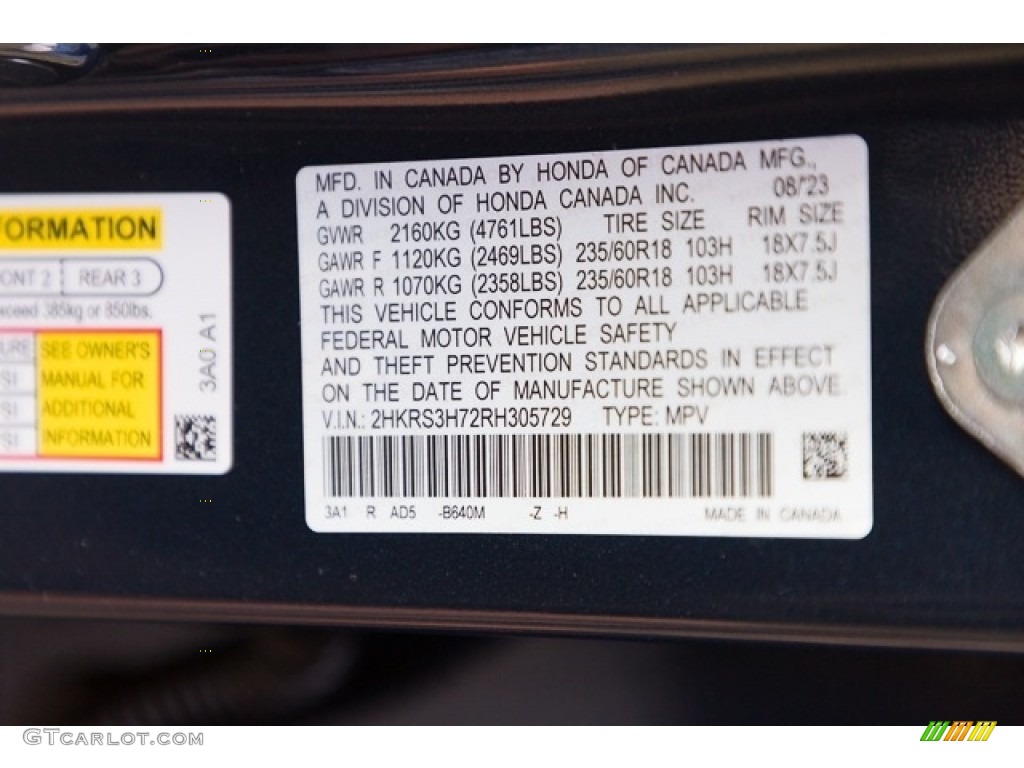 MFD. IN CANADA BY HONDA OF CANADA MFG.,
A DIVISION OF HONDA CANADA INC. 08/'23
GVWR 2160KG (4761LBS) TIRE SIZE RIM SIZE
GAWR F 1120KG (2469LBS) 235/60R18 103H 18X7.5J
GAWR R 1070KG (2358LBS) 235/60R18 103H 18X7.5J
THIS VEHICLE CONFORMS TO ALL APPLICABLE
FEDERAL MOTOR VEHICLE SAFETY
AND THEFT PREVENTION STANDARDS IN EFFECT
ON THE DATE OF MANUFACTURE SHOWN ABOVE.
V.I.N.: 2HKRS3H72RH305729 TYPE: MPV
3A1 R AD5 -B640M -Z -H MADE IN CANADA
FORMATION
ONT 2 REAR 3
xceed 385kg or 850lbs.
URE SEE OWNER'S
SI MANUAL FOR
SI ADDITIONAL
SI INFORMATION
3A0 A1
GTCARLOT.COM